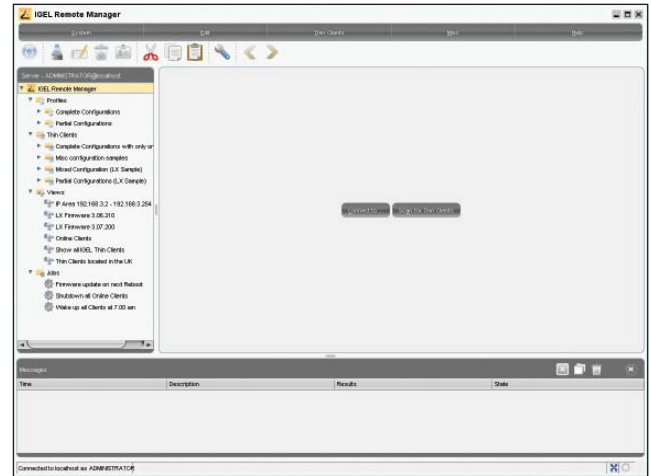 IGEL Remote Manager
System Edit Thin Clients Misc Help
Server - ADMINISTRATOR@localhost
IGEL Remote Manager
Profiles
Complete Configurations
Partial Configurations
Thin Clients
Complete Configurations with only or
Misc configuration samples
Mixed Configuration (LX Sample)
Partial Configurations (LX Sample)
Views
IP Area 192.168.3.2 - 192.168.3.254
LX Firmware 3.06.210
LX Firmware 3.07.200
Online Clients
Show all IGEL Thin Clients
Thin Clients located in the UK
Jobs
Firmware update on next Reboot
Shutdown all Online Clients
Wake up all Clients at 7.00 am
Connect to Scan for Thin Clients
Messages
Time Description Results State
Connected to localhost as ADMINISTRATOR